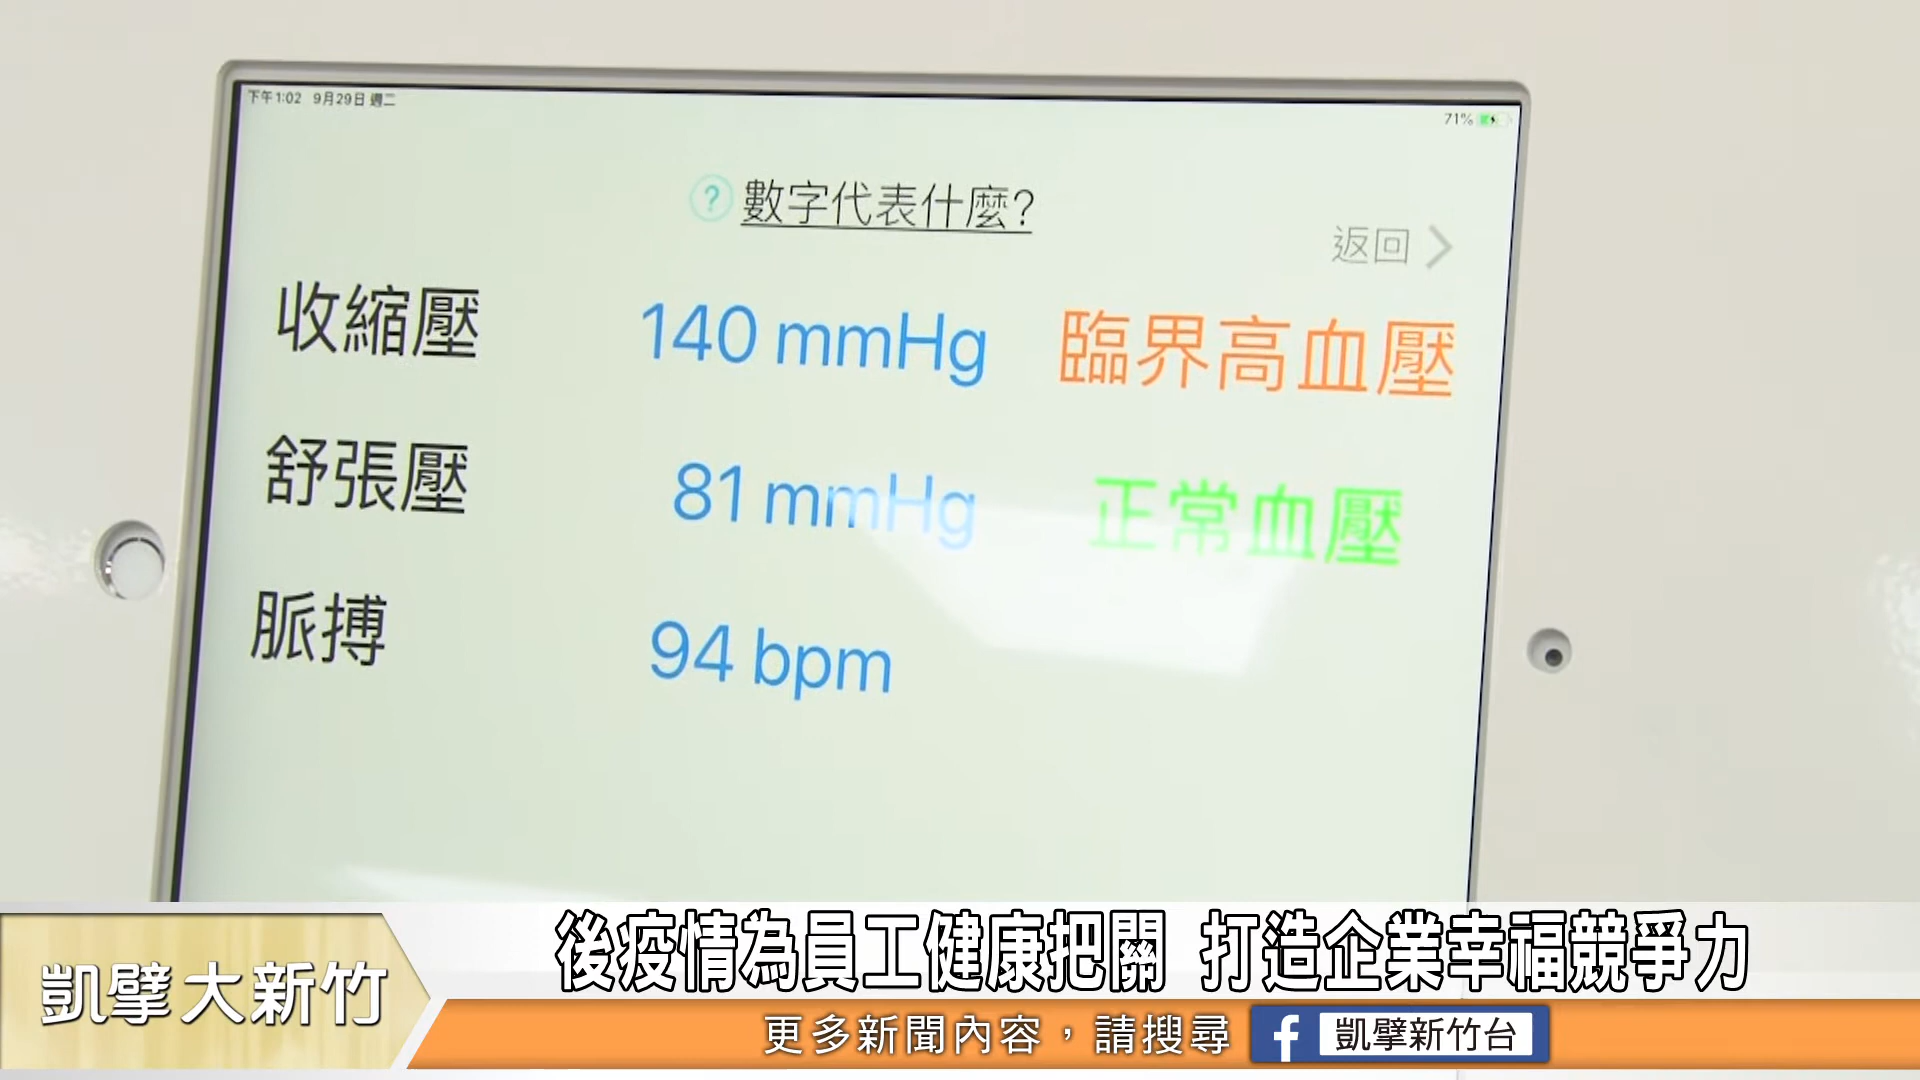 下午1:02 9月29日 週二
71%
? 數字代表什麼?
返回
收縮壓 140 mmHg 臨界高血壓
舒張壓 81 mmHg 正常血壓
脈搏 94 bpm
後疫情為員工健康把關 打造企業幸福競爭力
凱擘大新竹
更多新聞內容，請搜尋 f 凱擘新竹台